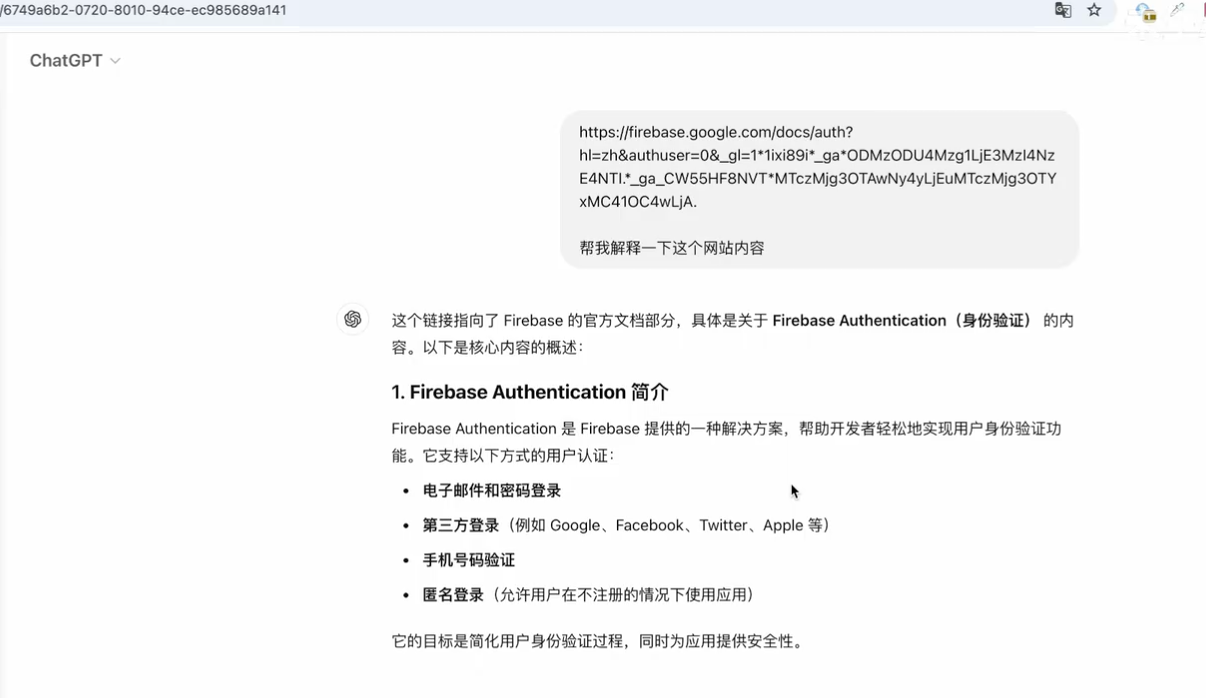 /6749a6b2-0720-8010-94ce-ec985689a141
ChatGPT
https://firebase.google.com/docs/auth?
hl=zh&authuser=0&_gl=1*1ixi89i*_ga*ODMzODU4Mzg1LjE3MzI4Nz
E4NTI.*_ga_CW55HF8NVT*MTczMjg3OTAwNy4yLjEuMTczMjg3OTY
xMC41OC4wLjA.
帮我解释一下这个网站内容
这个链接指向了 Firebase 的官方文档部分，具体是关于 Firebase Authentication（身份验证） 的内
容。以下是核心内容的概述：
1. Firebase Authentication 简介
Firebase Authentication 是 Firebase 提供的一种解决方案，帮助开发者轻松地实现用户身份验证功
能。它支持以下方式的用户认证：
• 电子邮件和密码登录
• 第三方登录（例如 Google、Facebook、Twitter、Apple 等）
• 手机号码验证
• 匿名登录（允许用户在不注册的情况下使用应用）
它的目标是简化用户身份验证过程，同时为应用提供安全性。